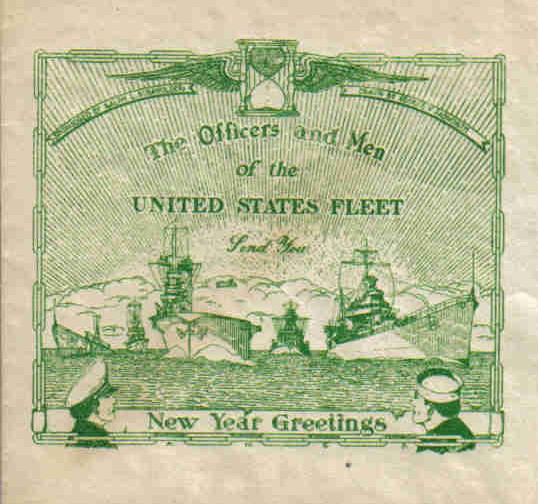 The Officers and Men
of the
UNITED STATES FLEET
Send You
New Year Greetings